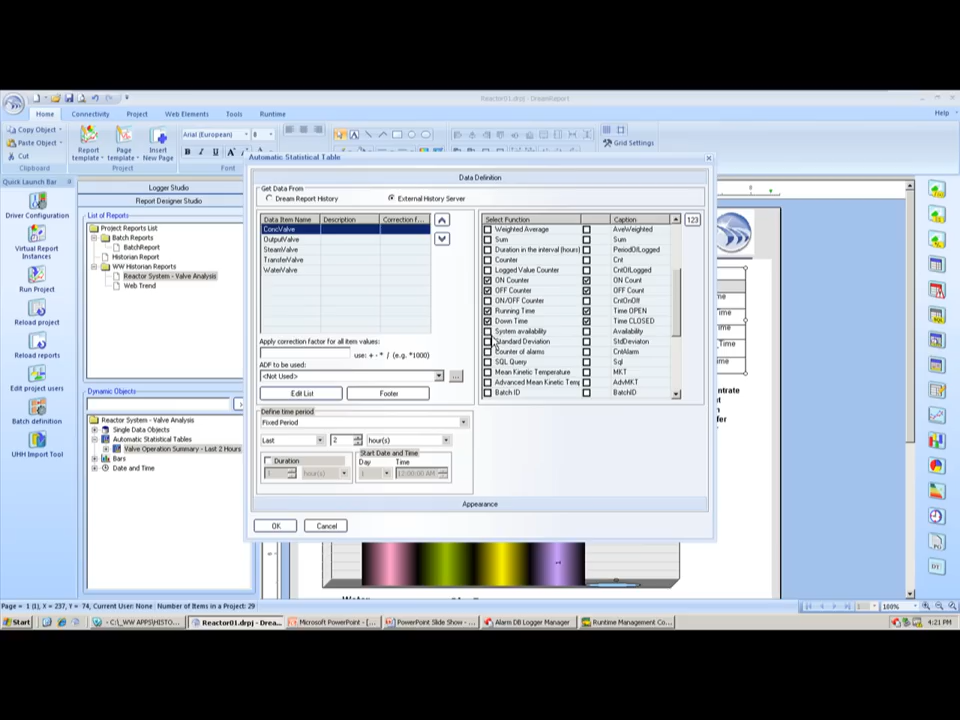 Reactor01.drpj - DreamReport
Home Connectivity Project Web Elements Tools Runtime Help
Copy Object
Paste Object
Cut
Clipboard
Report template
Page template
Insert New Page
Project
Arial (European) 8
B I U A
Font
Grid Settings
Quick Launch Bar
Driver Configuration
Virtual Report Instances
Run Project
Reload project
Reload reports
Edit project users
Batch definition
UHH Import Tool
Logger Studio
Report Designer Studio
List of Reports
Project Reports List
Batch Reports
BatchReport
Historian Report
WW Historian Reports
Reactor System - Valve Analysis
Web Trend
Dynamic Objects
Reactor System - Valve Analysis
Single Data Objects
Automatic Statistical Tables
Valve Operation Summary - Last 2 Hours
Bars
Date and Time
Automatic Statistical Table
Data Definition
Get Data From
Dream Report History External History Server
Data Item Name Description Correction f...
ConcValve
OutputValve
SteamValve
TransferValve
WaterValve
Apply correction factor for all item values:
use: + - * / (e.g. *1000)
ADF to be used:
<Not Used> ...
Edit List Footer
Define time period
Fixed Period
Last 2 hour(s)
Duration
1 hour(s)
Start Date and Time
Day Time
1 12:00:00 AM
Select Function Caption 123
Weighted Average AveWeighted
Sum Sum
Duration in the interval (hours) PeriodOfLogged
Counter Cnt
Logged Value Counter CntOfLogged
ON Counter ON Count
OFF Counter OFF Count
ON/OFF Counter CntOnOff
Running Time Time OPEN
Down Time Time CLOSED
System availability Availability
Standard Deviation StdDeviaton
Counter of alarms CntAlarm
SQL Query Sql
Mean Kinetic Temperature MKT
Advanced Mean Kinetic Temp AdvMKT
Batch ID BatchID
Appearance
OK Cancel
Page = 1 (1), X = 237, Y = 74, Current User: None Number of Items in a Project: 29 100%
Start - C:\_WW APPS\HISTO... Reactor01.drpj - Drea... Microsoft PowerPoint - [... PowerPoint Slide Show - ... Alarm DB Logger Manager Runtime Management Co... 4:21 PM